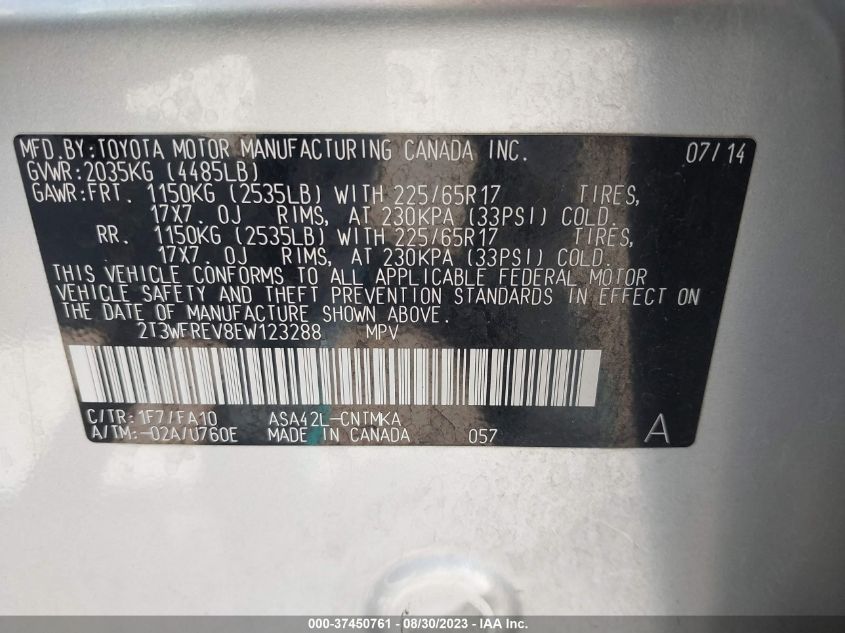 MFD.BY:TOYOTA MOTOR MANUFACTURING CANADA INC. 07/14
GVWR:2035KG (4485LB)
GAWR:FRT. 1150KG (2535LB) WITH 225/65R17 TIRES,
17X7.0J RIMS, AT 230KPA (33PSI) COLD.
RR. 1150KG (2535LB) WITH 225/65R17 TIRES,
17X7.0J RIMS, AT 230KPA (33PSI) COLD.
THIS VEHICLE CONFORMS TO ALL APPLICABLE FEDERAL MOTOR
VEHICLE SAFETY AND THEFT PREVENTION STANDARDS IN EFFECT ON
THE DATE OF MANUFACTURE SHOWN ABOVE.
2T3WFREV8EW123288 MPV
C/TR:1F7/FA10 ASA42L-CNTMKA
A/TM:-02A/U760E MADE IN CANADA 057 A
000-37450761 - 08/30/2023 - IAA Inc.